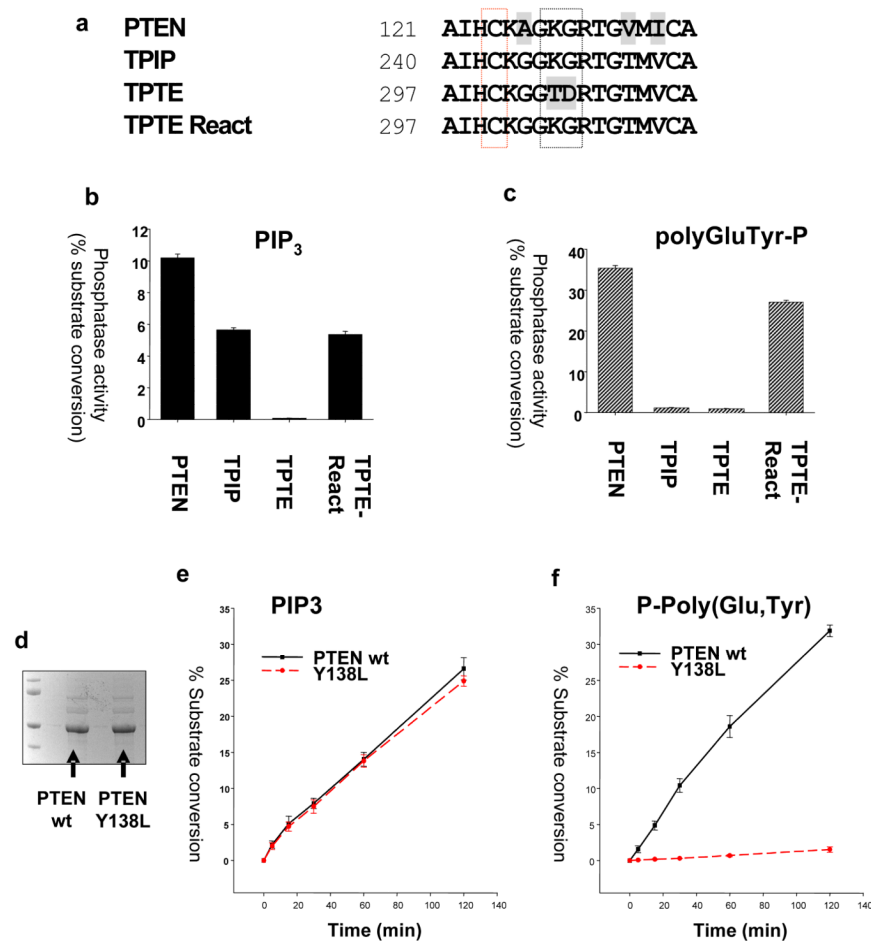 a
PTEN 121 AIHCKAGKGRTGVMICA
TPIP 240 AIHCKGGKGRTGTMVCA
TPTE 297 AIHCKGGTDRTGTMVCA
TPTE React 297 AIHCKGGKGRTGTMVCA
b
PIP3
Phosphatase activity
(% substrate conversion)
12
10
8
6
4
2
0
PTEN
TPIP
TPTE
TPTE-
React
c
polyGluTyr-P
Phosphatase activity
(% substrate conversion)
40
30
20
10
0
PTEN
TPIP
TPTE
TPTE-
React
d
PTEN
wt
PTEN
Y138L
e
PIP3
% Substrate conversion
35
30
25
20
15
10
5
0
PTEN wt
Y138L
0 20 40 60 80 100 120 140
Time (min)
f
P-Poly(Glu,Tyr)
% Substrate conversion
35
30
25
20
15
10
5
0
PTEN wt
Y138L
0 20 40 60 80 100 120 140
Time (min)